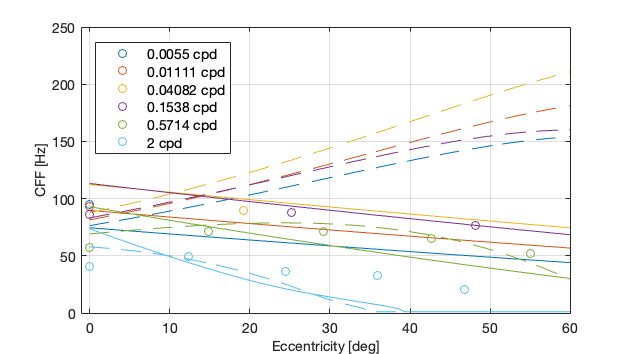 250
200
150
100
50
0
CFF [Hz]
0.0055 cpd
0.01111 cpd
0.04082 cpd
0.1538 cpd
0.5714 cpd
2 cpd
0 10 20 30 40 50 60
Eccentricity [deg]